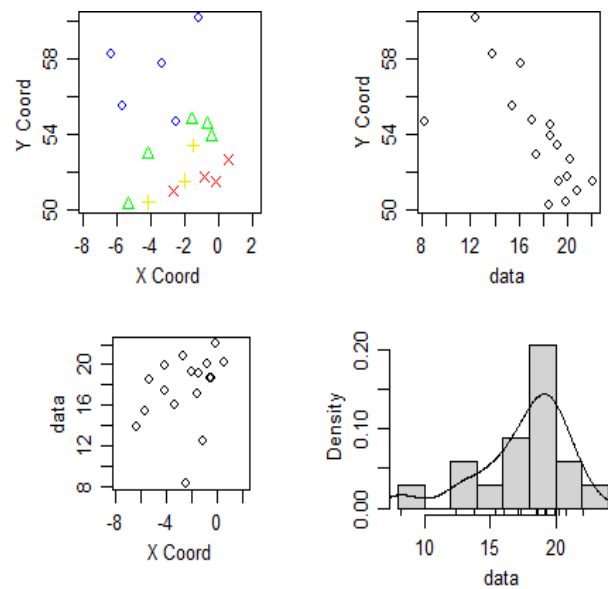 Y Coord
50 54 58
-8 -6 -4 -2 0 2
X Coord
Y Coord
50 54 58
8 12 16 20
data
data
8 12 16 20
-8 -4 0
X Coord
Density
0.00 0.10 0.20
10 15 20
data